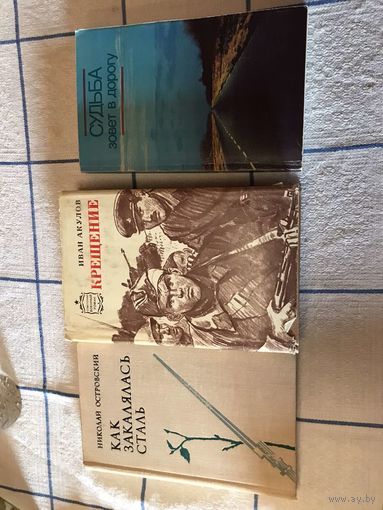 СУДЬБА
зовет в дорогу
ИВАН АКУЛОВ
КРЕЩЕНИЕ
НИКОЛАЙ ОСТРОВСКИЙ
КАК
ЗАКАЛЯЛАСЬ
СТАЛЬ
www.ay.by